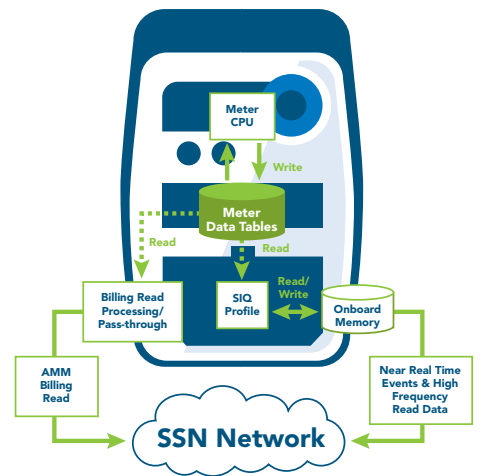 Meter
CPU
Write
Meter
Data Tables
Read
Read
Billing Read
Processing/
Pass-through
SIQ
Profile
Read/
Write
Onboard
Memory
AMM
Billing
Read
Near Real Time
Events & High
Frequency
Read Data
SSN Network